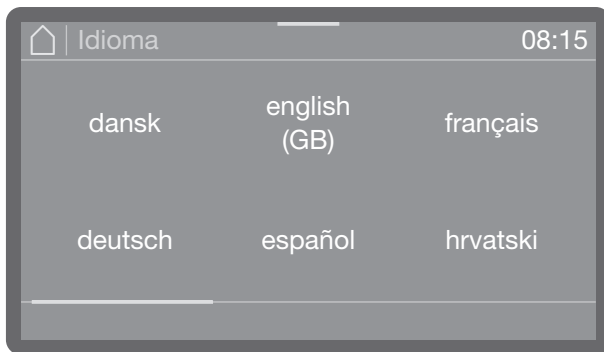 Idioma 08:15
dansk english (GB) français
deutsch español hrvatski